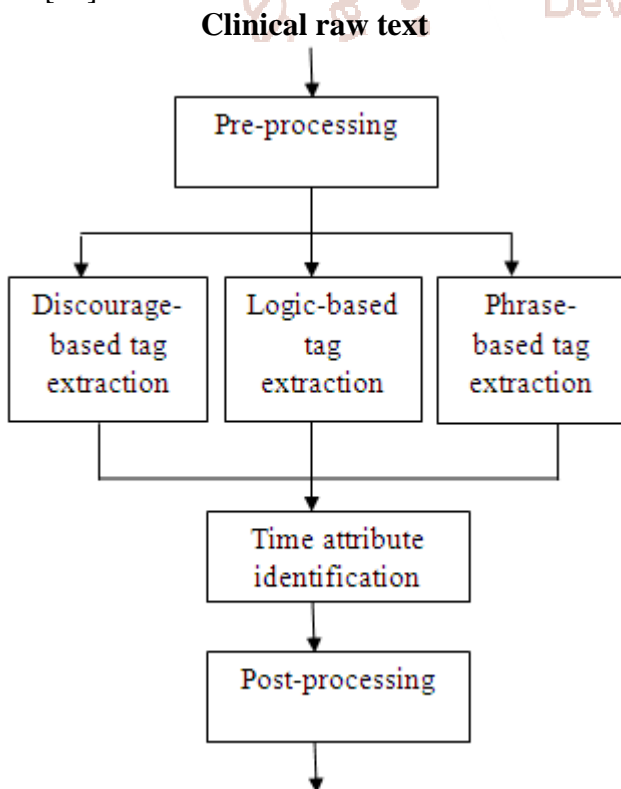 Clinical raw text
Pre-processing
Discourage-
based tag
extraction
Logic-based
tag
extraction
Phrase-
based tag
extraction
Time attribute
identification
Post-processing